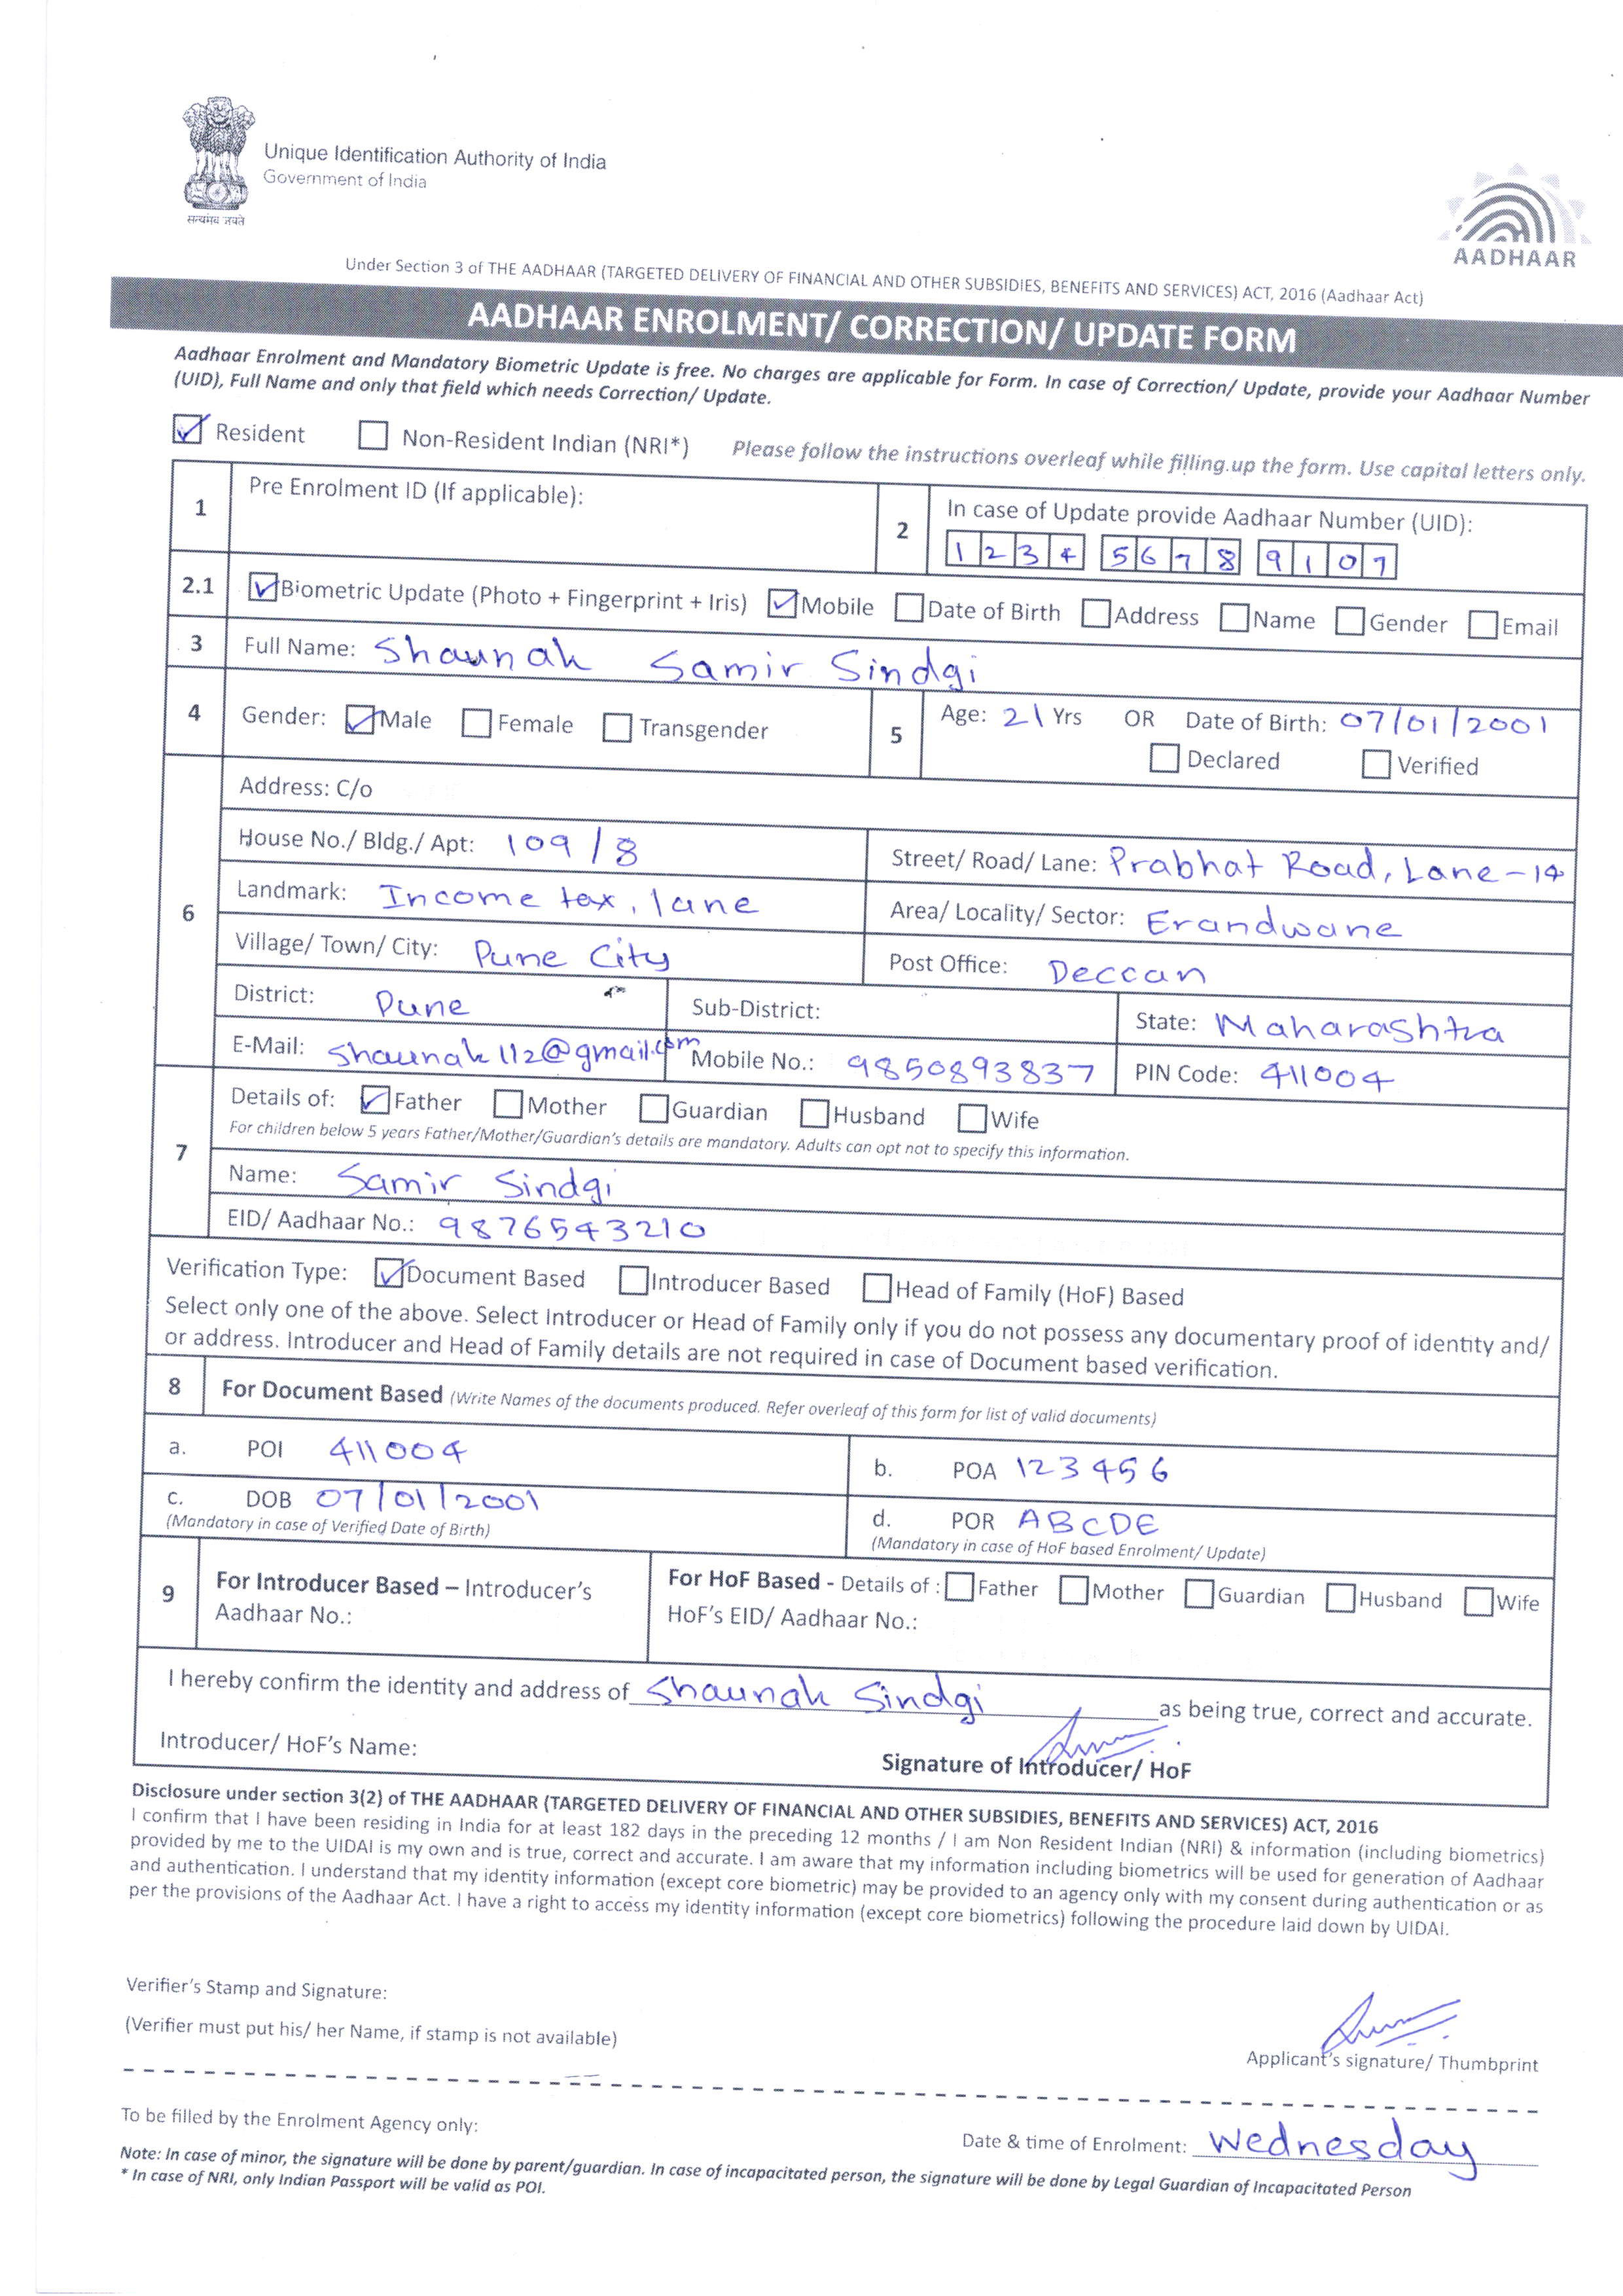 सत्यमेव जयते
Unique Identification Authority of India
Government of India
AADHAAR
Under Section 3 of THE AADHAAR (TARGETED DELIVERY OF FINANCIAL AND OTHER SUBSIDIES, BENEFITS AND SERVICES) ACT, 2016 (Aadhaar Act)
AADHAAR ENROLMENT/ CORRECTION/ UPDATE FORM
Aadhaar Enrolment and Mandatory Biometric Update is free. No charges are applicable for Form. In case of Correction/ Update, provide your Aadhaar Number
(UID), Full Name and only that field which needs Correction/ Update.
Resident Non-Resident Indian (NRI*) Please follow the instructions overleaf while filling up the form. Use capital letters only.
1 Pre Enrolment ID (If applicable):
2 In case of Update provide Aadhaar Number (UID):
1234 5678 9107
2.1 Biometric Update (Photo + Fingerprint + Iris) Mobile Date of Birth Address Name Gender Email
3 Full Name: Shaunak Samir Sindgi
4 Gender: Male Female Transgender
5 Age: 21 Yrs OR Date of Birth: 07/01/2001
Declared Verified
6 Address: C/o
House No./ Bldg./ Apt: 109/8
Street/ Road/ Lane: Prabhat Road, Lane-14
Landmark: Income tax, lane
Area/ Locality/ Sector: Erandwane
Village/ Town/ City: Pune City
Post Office: Deccan
District: Pune
Sub-District:
State: Maharashtra
E-Mail: shaunak112@gmail.com
Mobile No.: 9850893837
PIN Code: 411004
7 Details of: Father Mother Guardian Husband Wife
For children below 5 years Father/Mother/Guardian's details are mandatory. Adults can opt not to specify this information.
Name: Samir Sindgi
EID/ Aadhaar No.: 9876543210
Verification Type: Document Based Introducer Based Head of Family (HoF) Based
Select only one of the above. Select Introducer or Head of Family only if you do not possess any documentary proof of identity and/
or address. Introducer and Head of Family details are not required in case of Document based verification.
8 For Document Based (Write Names of the documents produced. Refer overleaf of this form for list of valid documents)
a. POI 411004
b. POA 123456
c. DOB 07/01/2001
(Mandatory in case of Verified Date of Birth)
d. POR ABCDE
(Mandatory in case of HoF based Enrolment/ Update)
9 For Introducer Based – Introducer's
Aadhaar No.:
For HoF Based - Details of : Father Mother Guardian Husband Wife
HoF's EID/ Aadhaar No.:
I hereby confirm the identity and address of Shaunak Sindgi as being true, correct and accurate.
Introducer/ HoF's Name:
Signature of Introducer/ HoF
Disclosure under section 3(2) of THE AADHAAR (TARGETED DELIVERY OF FINANCIAL AND OTHER SUBSIDIES, BENEFITS AND SERVICES) ACT, 2016
I confirm that I have been residing in India for at least 182 days in the preceding 12 months / I am Non Resident Indian (NRI) & information (including biometrics)
provided by me to the UIDAI is my own and is true, correct and accurate. I am aware that my information including biometrics will be used for generation of Aadhaar
and authentication. I understand that my identity information (except core biometric) may be provided to an agency only with my consent during authentication or as
per the provisions of the Aadhaar Act. I have a right to access my identity information (except core biometrics) following the procedure laid down by UIDAI.
Verifier's Stamp and Signature:
(Verifier must put his/ her Name, if stamp is not available)
Applicant's signature/ Thumbprint
To be filled by the Enrolment Agency only:
Date & time of Enrolment: Wednesday
Note: In case of minor, the signature will be done by parent/guardian. In case of incapacitated person, the signature will be done by Legal Guardian of Incapacitated Person
* In case of NRI, only Indian Passport will be valid as POI.